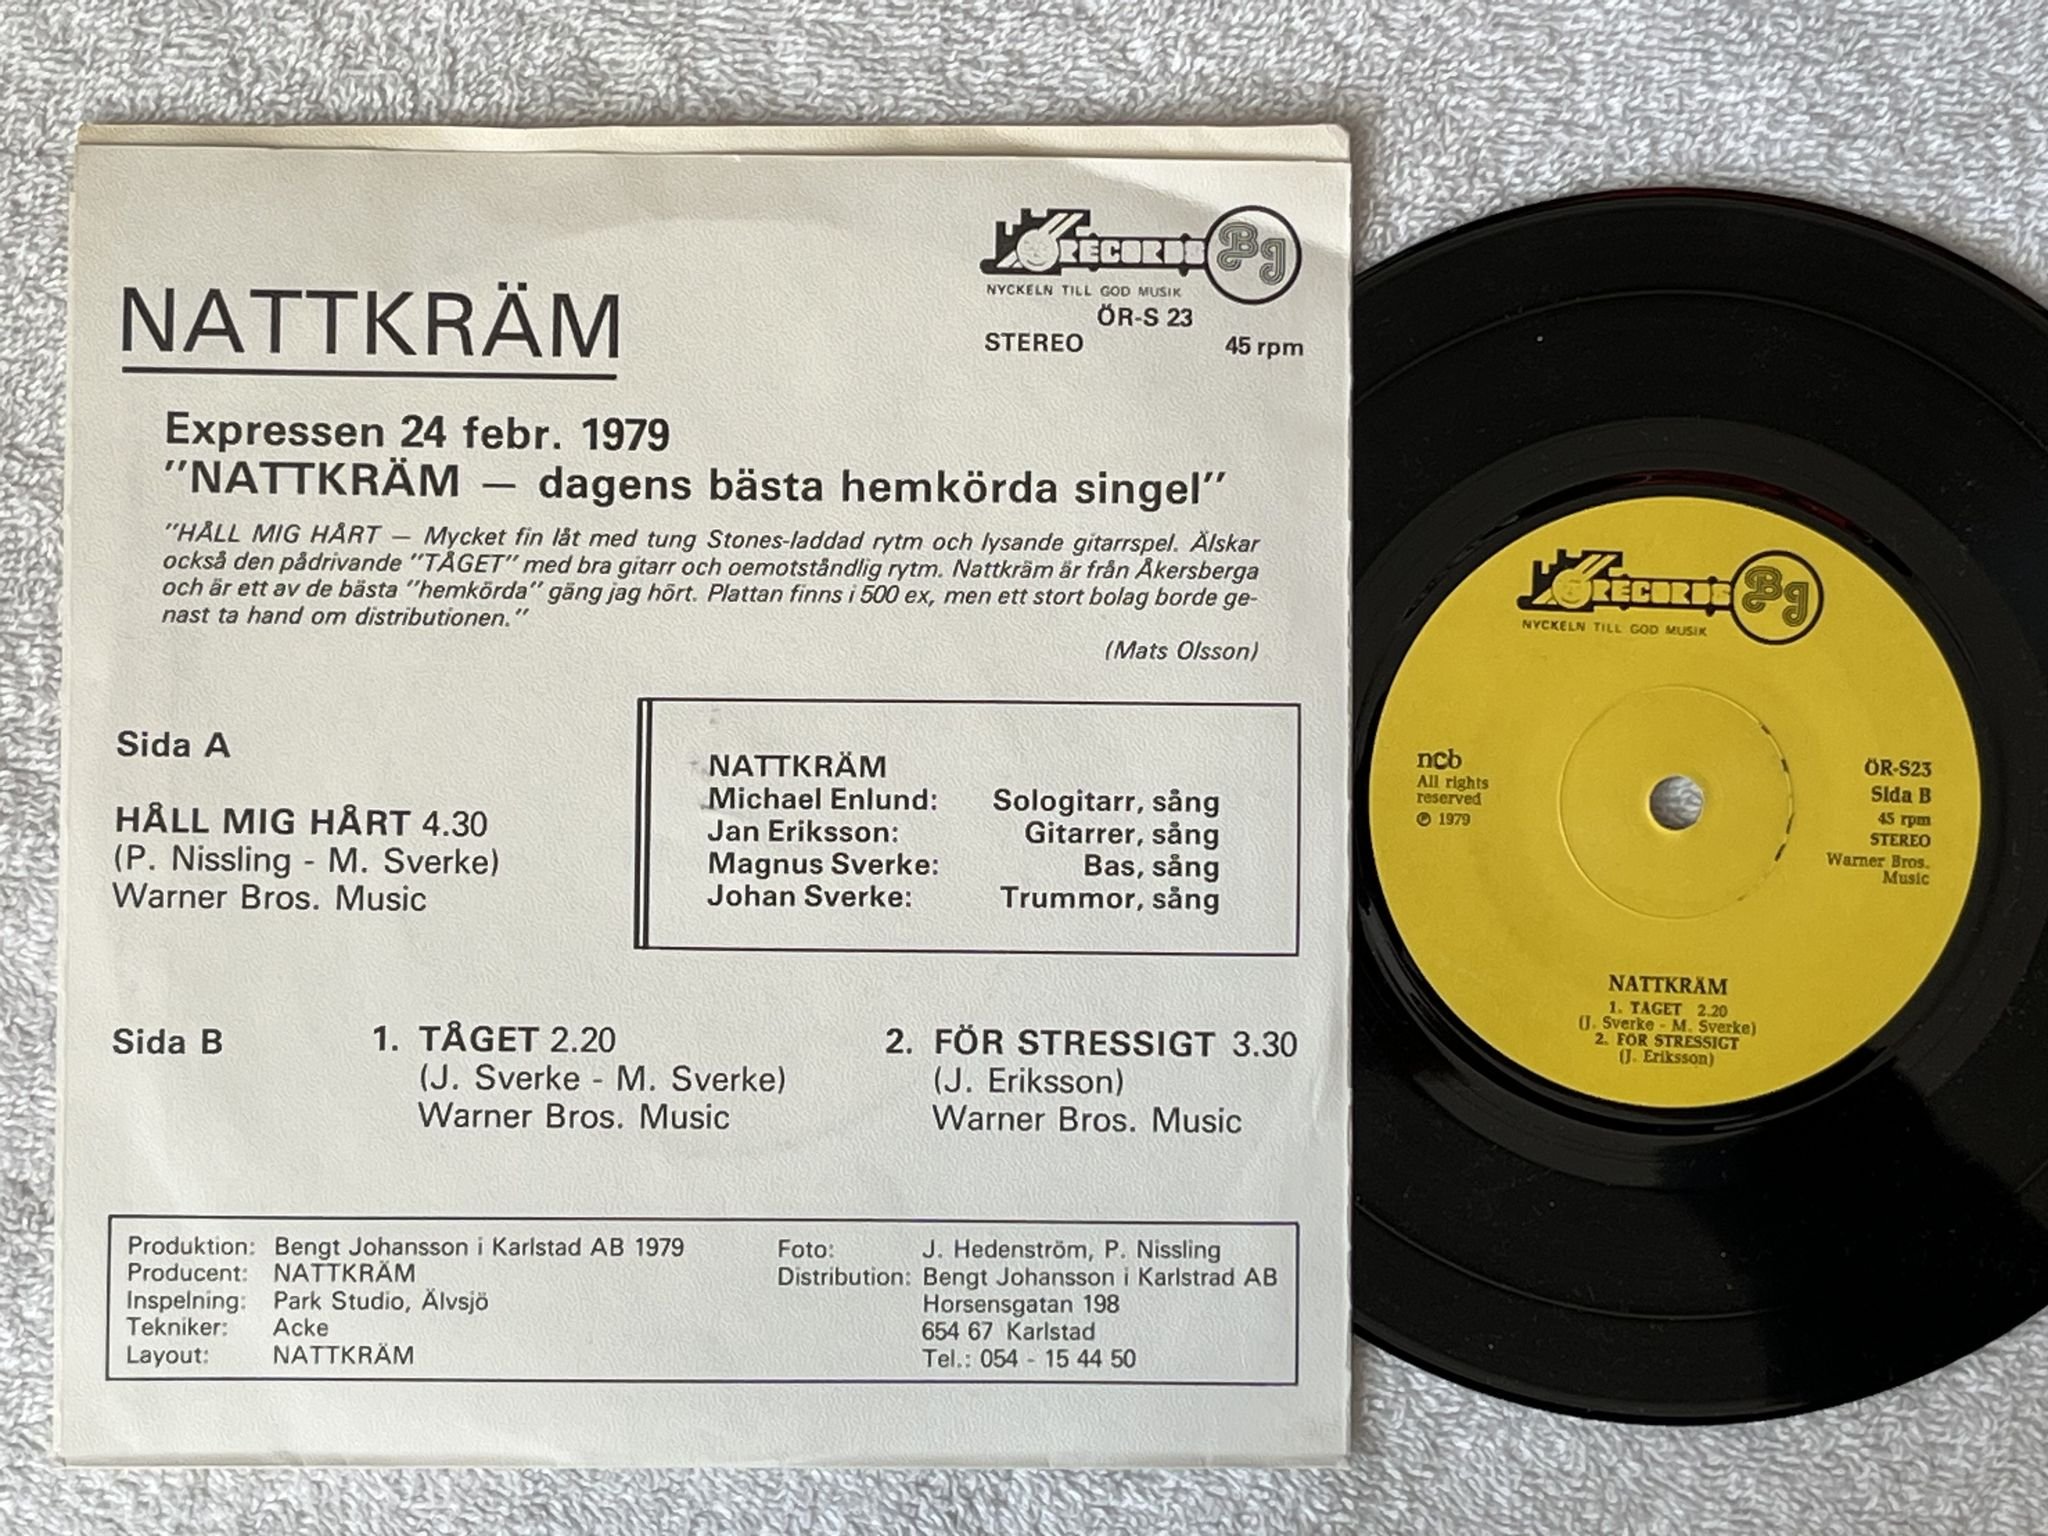 RECORDS Bj
NYCKELN TILL GOD MUSIK
ÖR-S 23
STEREO 45 rpm
NATTKRÄM
Expressen 24 febr. 1979
"NATTKRÄM — dagens bästa hemkörda singel"
"HÅLL MIG HÅRT — Mycket fin låt med tung Stones-laddad rytm och lysande gitarrspel. Älskar
också den pådrivande "TÅGET" med bra gitarr och oemotståndlig rytm. Nattkräm är från Åkersberga
och är ett av de bästa "hemkörda" gäng jag hört. Plattan finns i 500 ex, men ett stort bolag borde ge-
nast ta hand om distributionen."
(Mats Olsson)
Sida A
HÅLL MIG HÅRT 4.30
(P. Nissling - M. Sverke)
Warner Bros. Music
NATTKRÄM
Michael Enlund: Sologitarr, sång
Jan Eriksson: Gitarrer, sång
Magnus Sverke: Bas, sång
Johan Sverke: Trummor, sång
Sida B
1. TÅGET 2.20
(J. Sverke - M. Sverke)
Warner Bros. Music
2. FÖR STRESSIGT 3.30
(J. Eriksson)
Warner Bros. Music
Produktion: Bengt Johansson i Karlstad AB 1979
Producent: NATTKRÄM
Inspelning: Park Studio, Älvsjö
Tekniker: Acke
Layout: NATTKRÄM
Foto: J. Hedenström, P. Nissling
Distribution: Bengt Johansson i Karlstrad AB
Horsensgatan 198
654 67 Karlstad
Tel.: 054 - 15 44 50
RECORDS Bj
NYCKELN TILL GOD MUSIK
ncb
All rights
reserved
℗ 1979
ÖR-S23
Sida B
45 rpm
STEREO
Warner Bros.
Music
NATTKRÄM
1. TÅGET 2.20
(J. Sverke - M. Sverke)
2. FÖR STRESSIGT
(J. Eriksson)